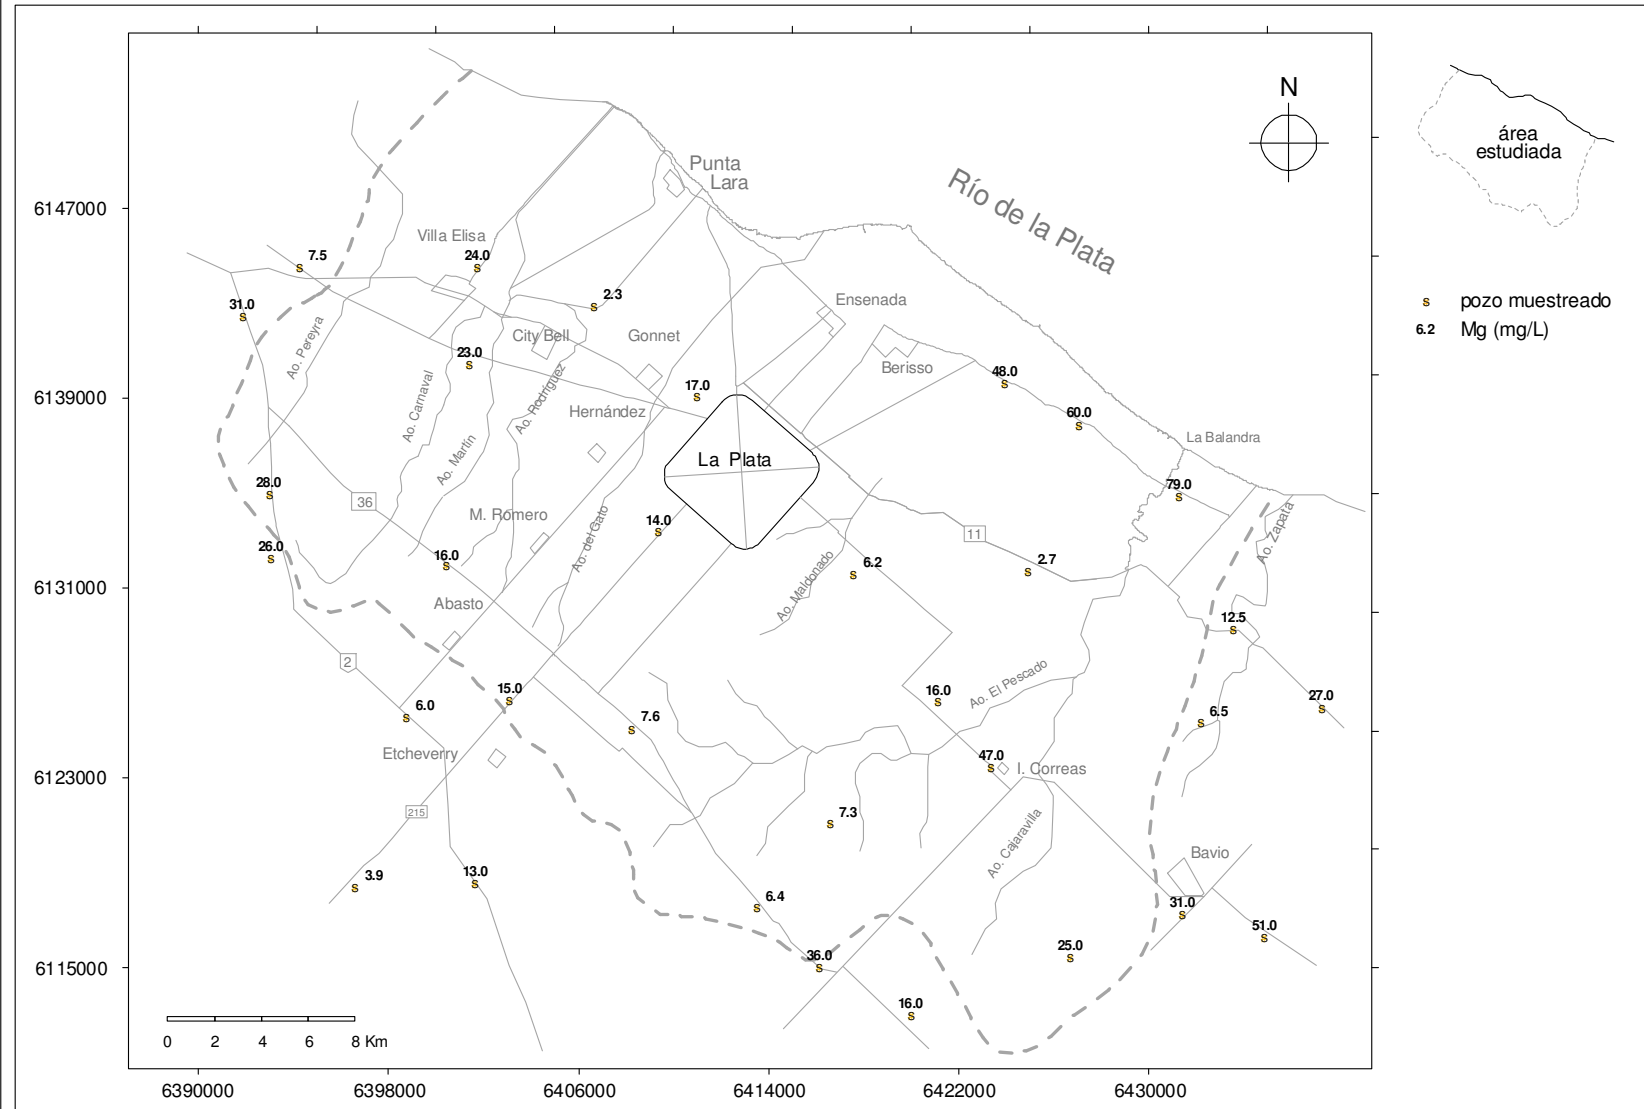 N
Punta
Lara
Río de la Plata
área
estudiada
6147000
Villa Elisa
24.0
s
7.5
s
31.0
s
2.3
s
Ensenada
s pozo muestreado
6.2 Mg (mg/L)
City Bell
Gonnet
Ao. Pereyra
23.0
s
Berisso
48.0
s
17.0
s
6139000
Ao. Carnaval
Ao. Rodríguez
Hernández
60.0
s
La Balandra
Ao. Martín
La Plata
28.0
s
36
79.0
s
M. Romero
14.0
s
Ao. del Gato
11
Ao. Zapata
26.0
s
16.0
s
6.2
s
2.7
s
Ao. Maldonado
6131000
Abasto
12.5
s
2
15.0
s
16.0
s
Ao. El Pescado
27.0
s
6.0
s
7.6
s
6.5
s
Etcheverry
47.0
s
I. Correas
6123000
215
7.3
s
Ao. Cajaravilla
Bavio
3.9
s
13.0
s
6.4
s
31.0
s
51.0
s
25.0
s
36.0
s
6115000
16.0
s
0 2 4 6 8 Km
6390000 6398000 6406000 6414000 6422000 6430000